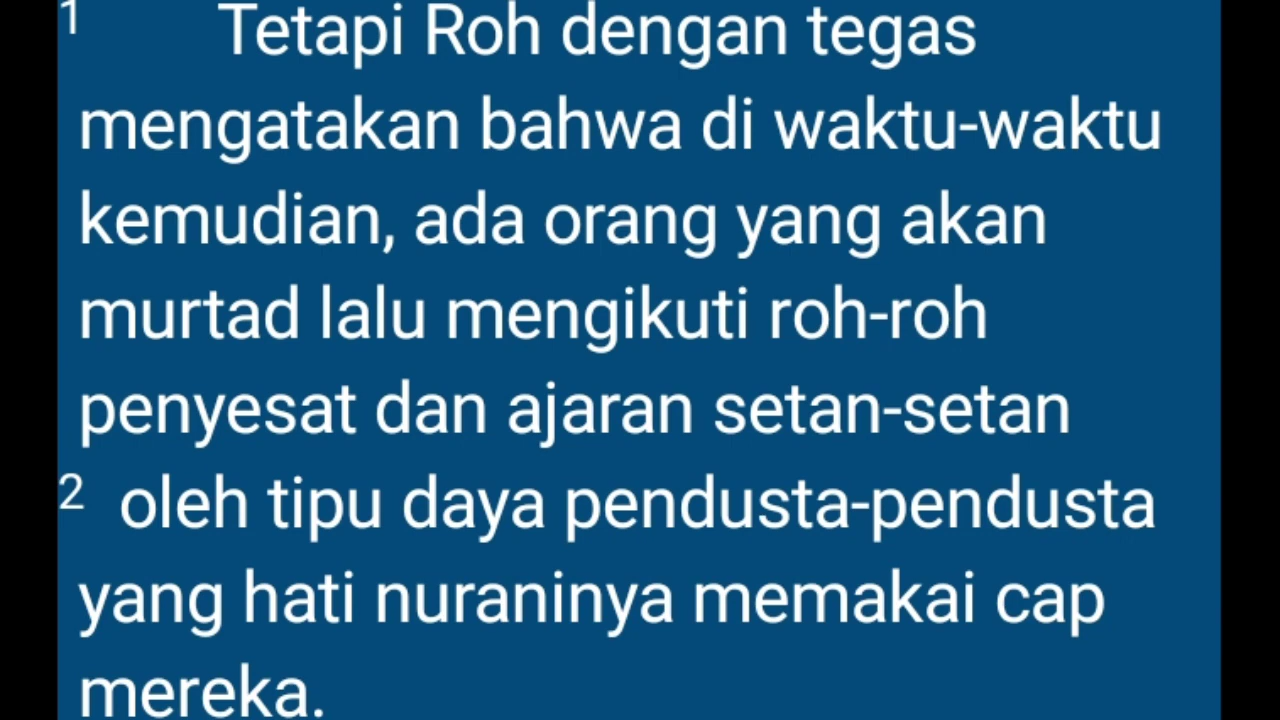 1 Tetapi Roh dengan tegas
mengatakan bahwa di waktu-waktu
kemudian, ada orang yang akan
murtad lalu mengikuti roh-roh
penyesat dan ajaran setan-setan
2 oleh tipu daya pendusta-pendusta
yang hati nuraninya memakai cap
mereka.